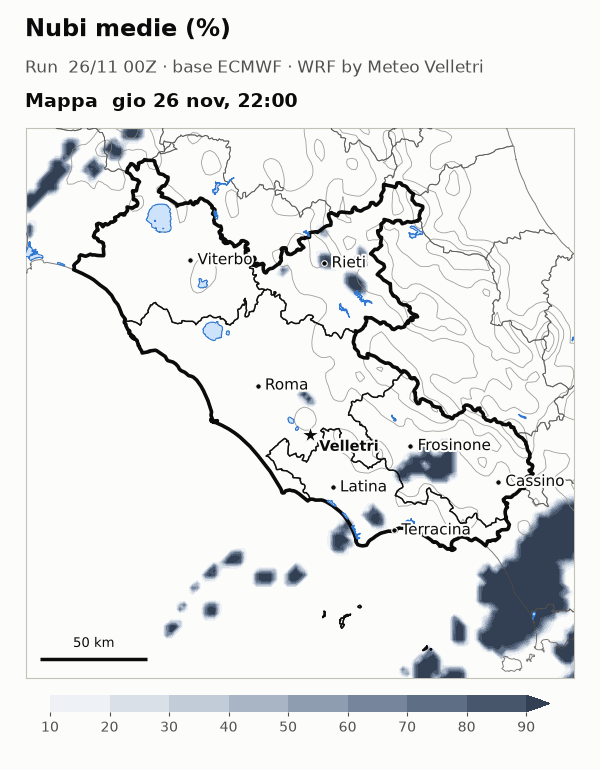 Nubi medie (%)
Run  26/11 00Z · base ECMWF · WRF by Meteo Velletri
Mappa  gio 26 nov, 22:00
Viterbo
Rieti
Roma
Velletri
Frosinone
Latina
Cassino
Terracina
50 km
10 20 30 40 50 60 70 80 90